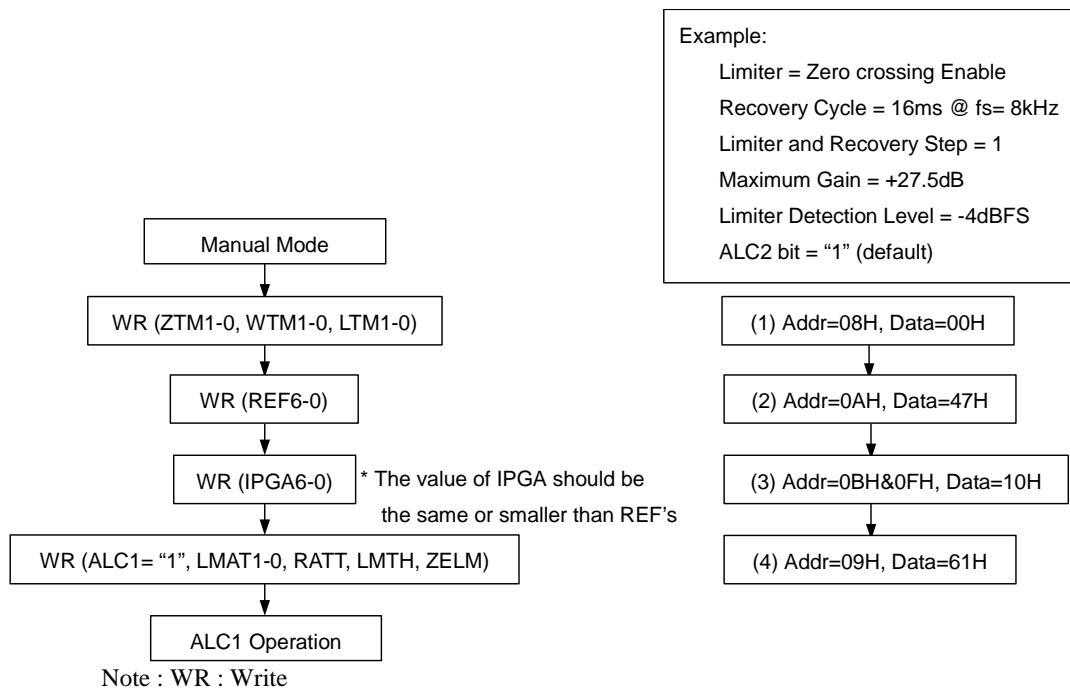 Example:
Limiter = Zero crossing Enable
Recovery Cycle = 16ms @ fs= 8kHz
Limiter and Recovery Step = 1
Maximum Gain = +27.5dB
Limiter Detection Level = -4dBFS
ALC2 bit = “1” (default)
Manual Mode
WR (ZTM1-0, WTM1-0, LTM1-0)
WR (REF6-0)
WR (IPGA6-0)
* The value of IPGA should be
the same or smaller than REF’s
WR (ALC1= “1”, LMAT1-0, RATT, LMTH, ZELM)
ALC1 Operation
Note : WR : Write
(1) Addr=08H, Data=00H
(2) Addr=0AH, Data=47H
(3) Addr=0BH&0FH, Data=10H
(4) Addr=09H, Data=61H